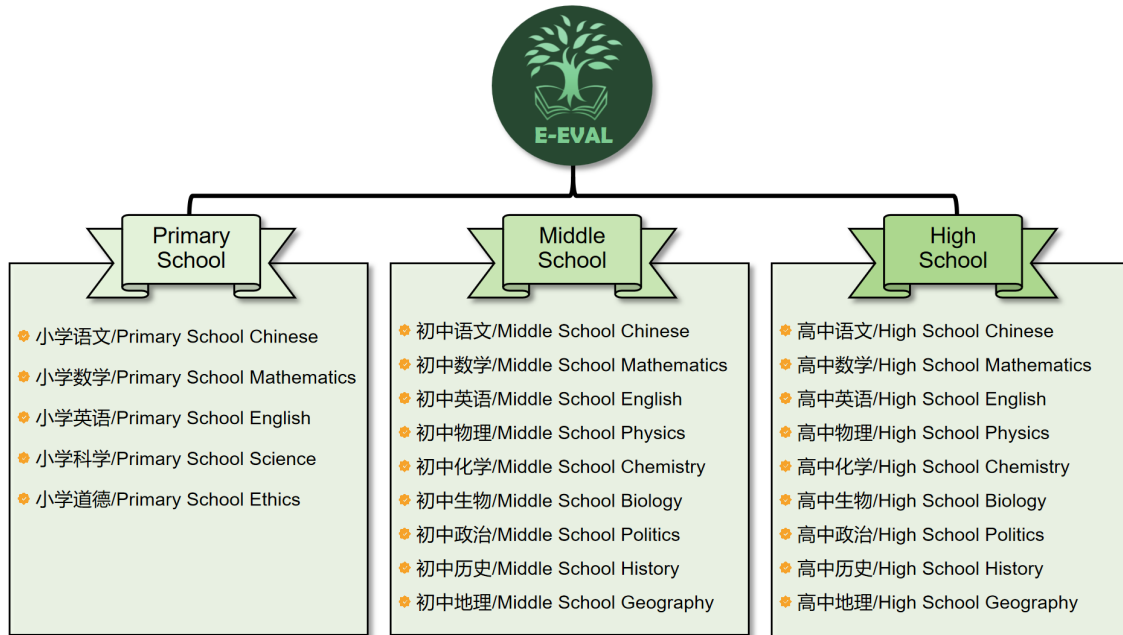 E-EVAL
Primary
School
小学语文/Primary School Chinese
小学数学/Primary School Mathematics
小学英语/Primary School English
小学科学/Primary School Science
小学道德/Primary School Ethics
Middle
School
初中语文/Middle School Chinese
初中数学/Middle School Mathematics
初中英语/Middle School English
初中物理/Middle School Physics
初中化学/Middle School Chemistry
初中生物/Middle School Biology
初中政治/Middle School Politics
初中历史/Middle School History
初中地理/Middle School Geography
High
School
高中语文/High School Chinese
高中数学/High School Mathematics
高中英语/High School English
高中物理/High School Physics
高中化学/High School Chemistry
高中生物/High School Biology
高中政治/High School Politics
高中历史/High School History
高中地理/High School Geography